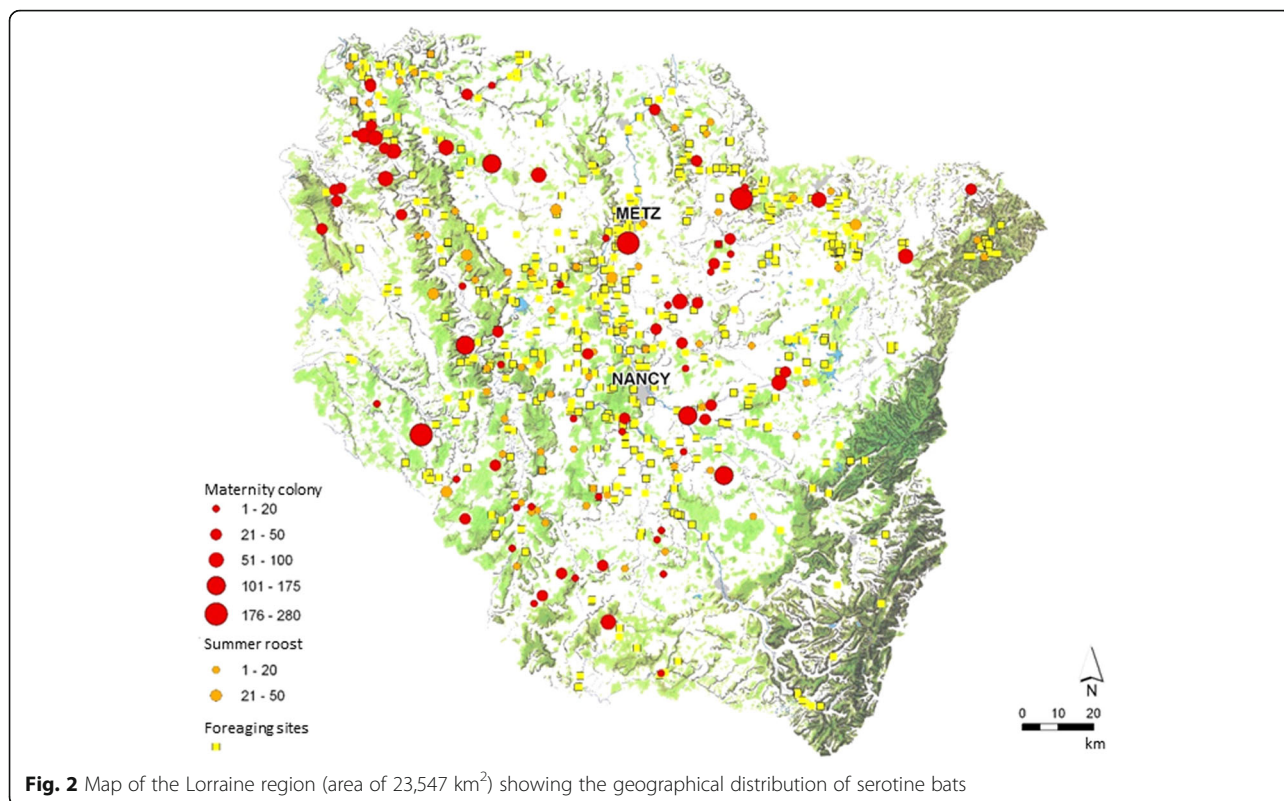 METZ
NANCY
Maternity colony
1 - 20
21 - 50
51 - 100
101 - 175
176 - 280
Summer roost
1 - 20
21 - 50
Foreaging sites
N
0 10 20
km
Fig. 2 Map of the Lorraine region (area of 23,547 km²) showing the geographical distribution of serotine bats